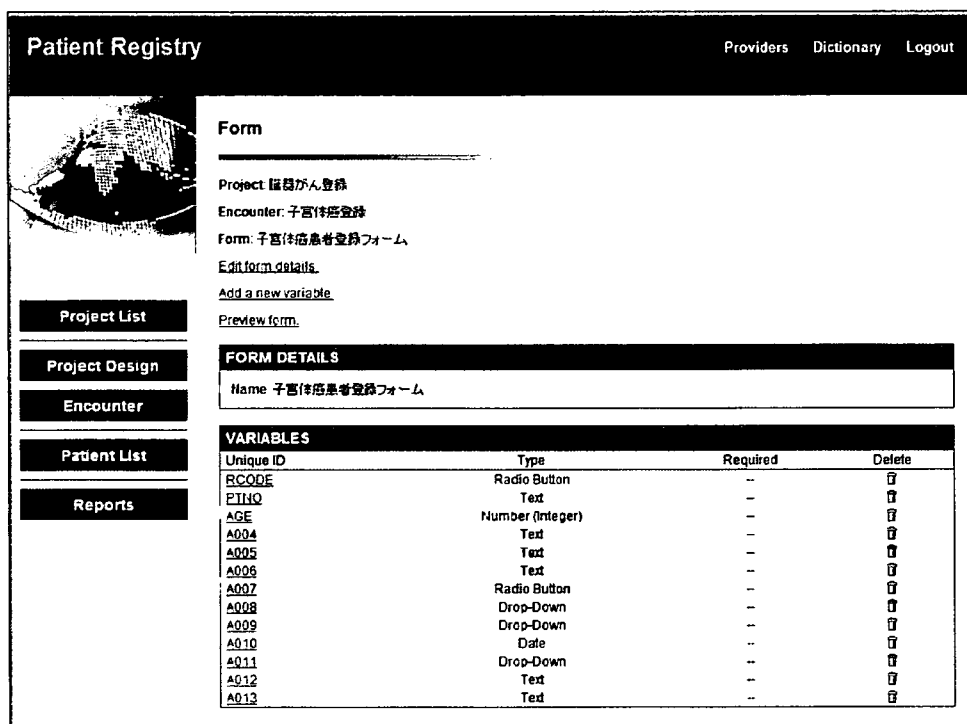 Patient Registry
Providers Dictionary Logout
Form
Project: 臓器がん登録
Encounter: 子宮体癌登録
Form: 子宮体癌患者登録フォーム
Edit form details.
Add a new variable.
Preview form.
Project List
Project Design
Encounter
Patient List
Reports
FORM DETAILS
Name 子宮体癌患者登録フォーム
VARIABLES
Unique ID Type Required Delete
RCODE Radio Button --
PTNO Text --
AGE Number (Integer) --
A004 Text --
A005 Text --
A006 Text --
A007 Radio Button --
A008 Drop-Down --
A009 Drop-Down --
A010 Date --
A011 Drop-Down --
A012 Text --
A013 Text --